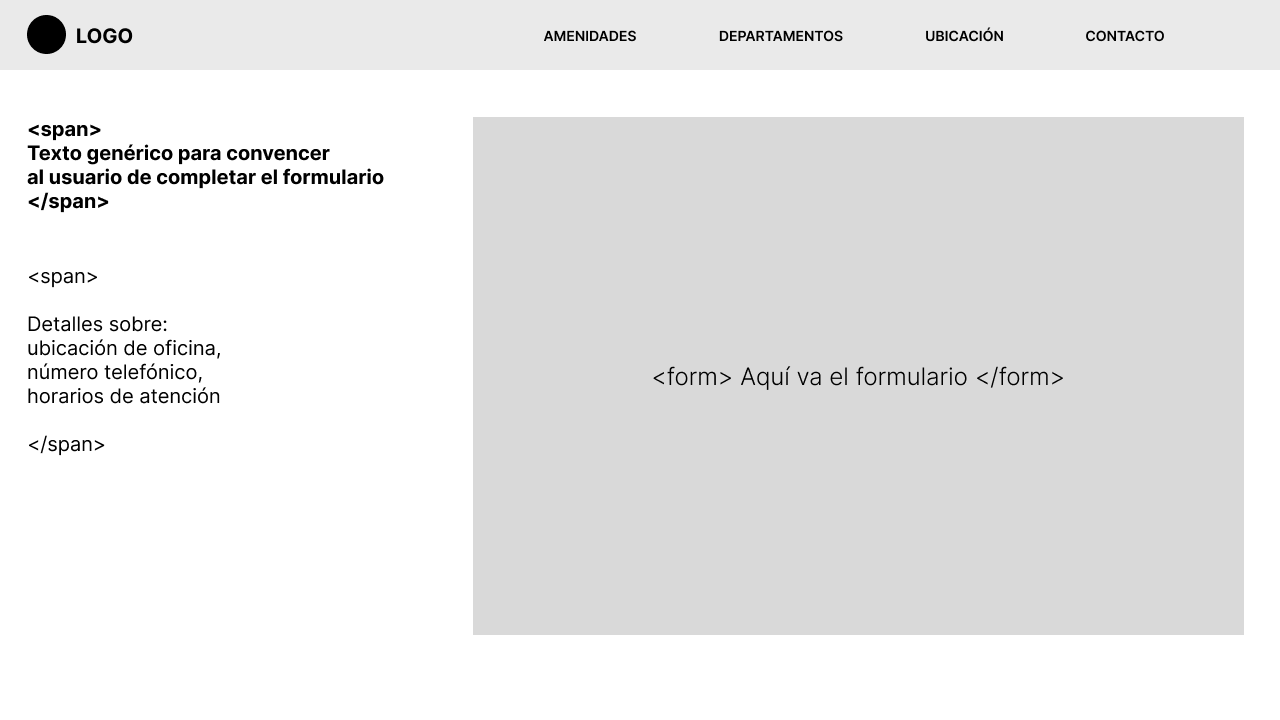 LOGO
AMENIDADES
DEPARTAMENTOS
UBICACIÓN
CONTACTO
<span>
Texto genérico para convencer
al usuario de completar el formulario
</span>
<span>
Detalles sobre:
ubicación de oficina,
número telefónico,
horarios de atención
</span>
<form> Aquí va el formulario </form>